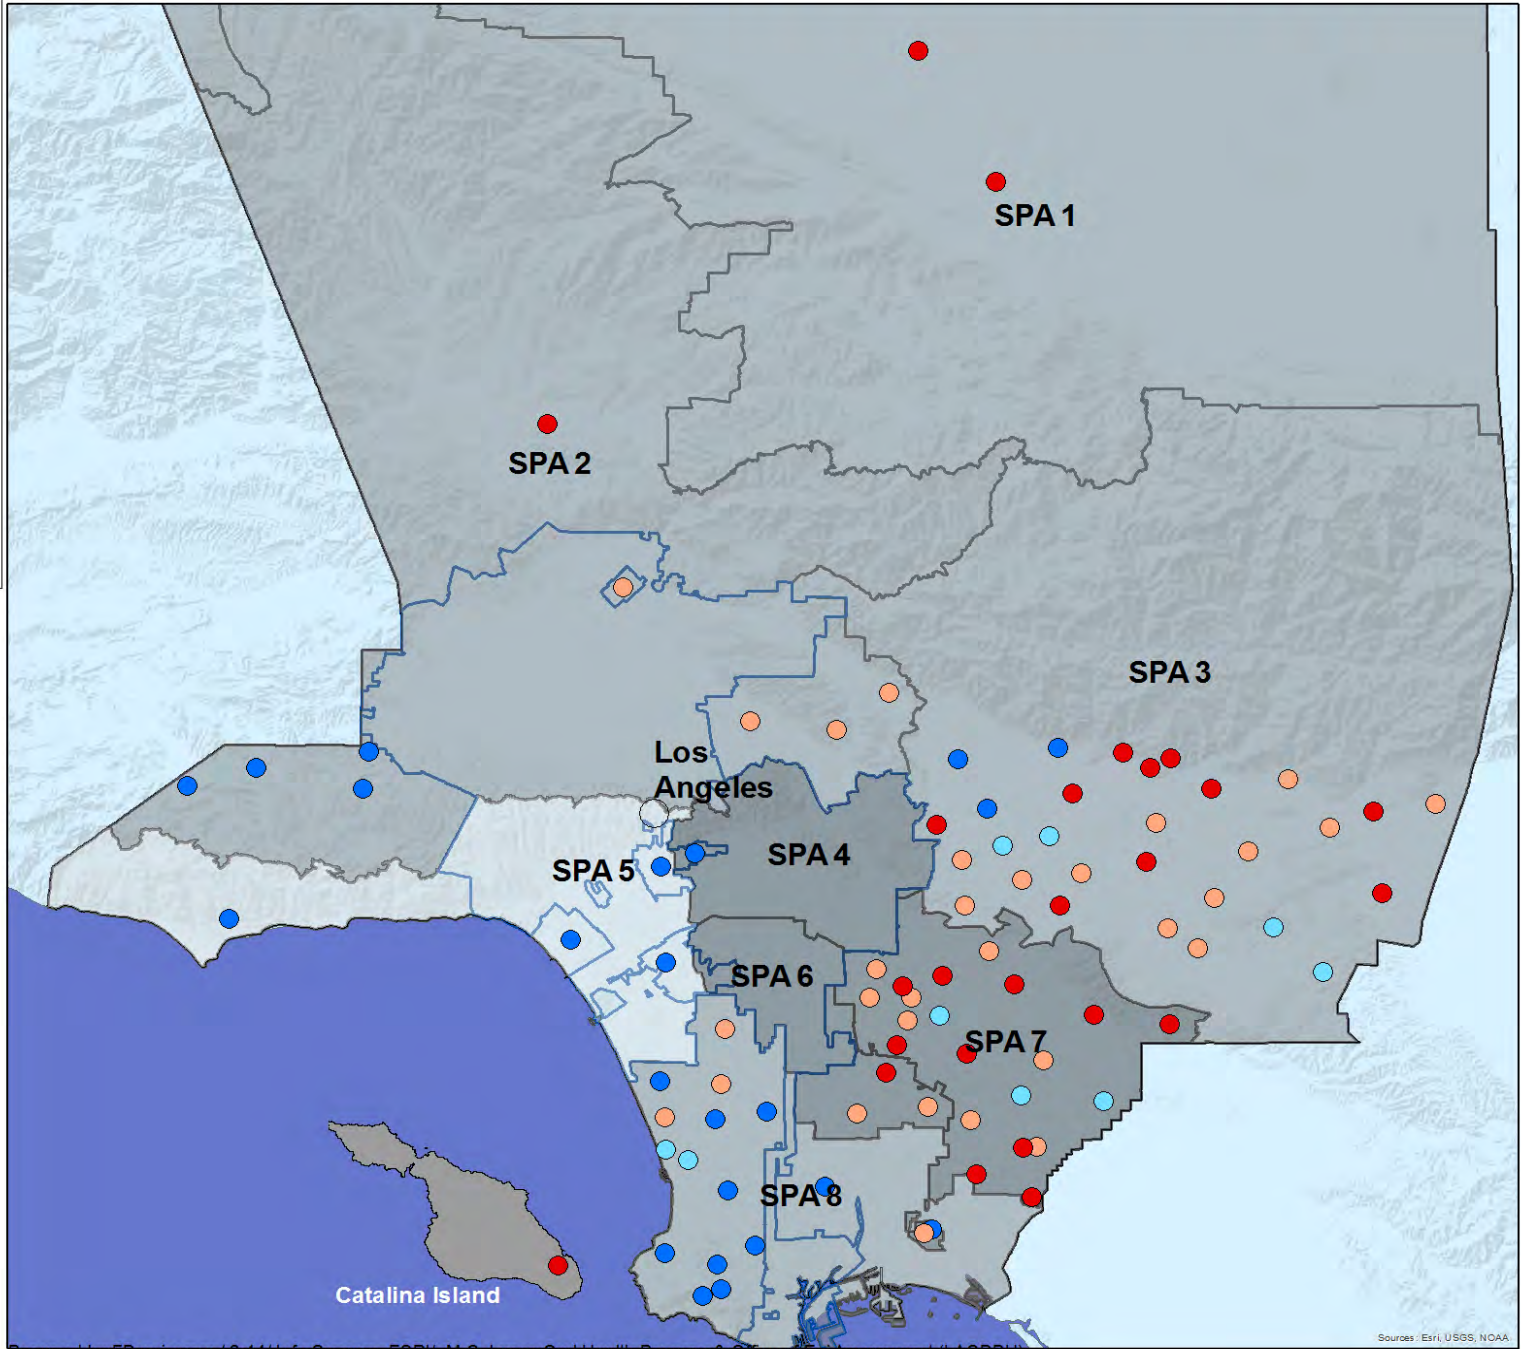 SPA 1
SPA 2
SPA 3
Los
Angeles
SPA 4
SPA 5
SPA 6
SPA 7
SPA 8
Catalina Island
Sources: Esri, USGS, NOAA